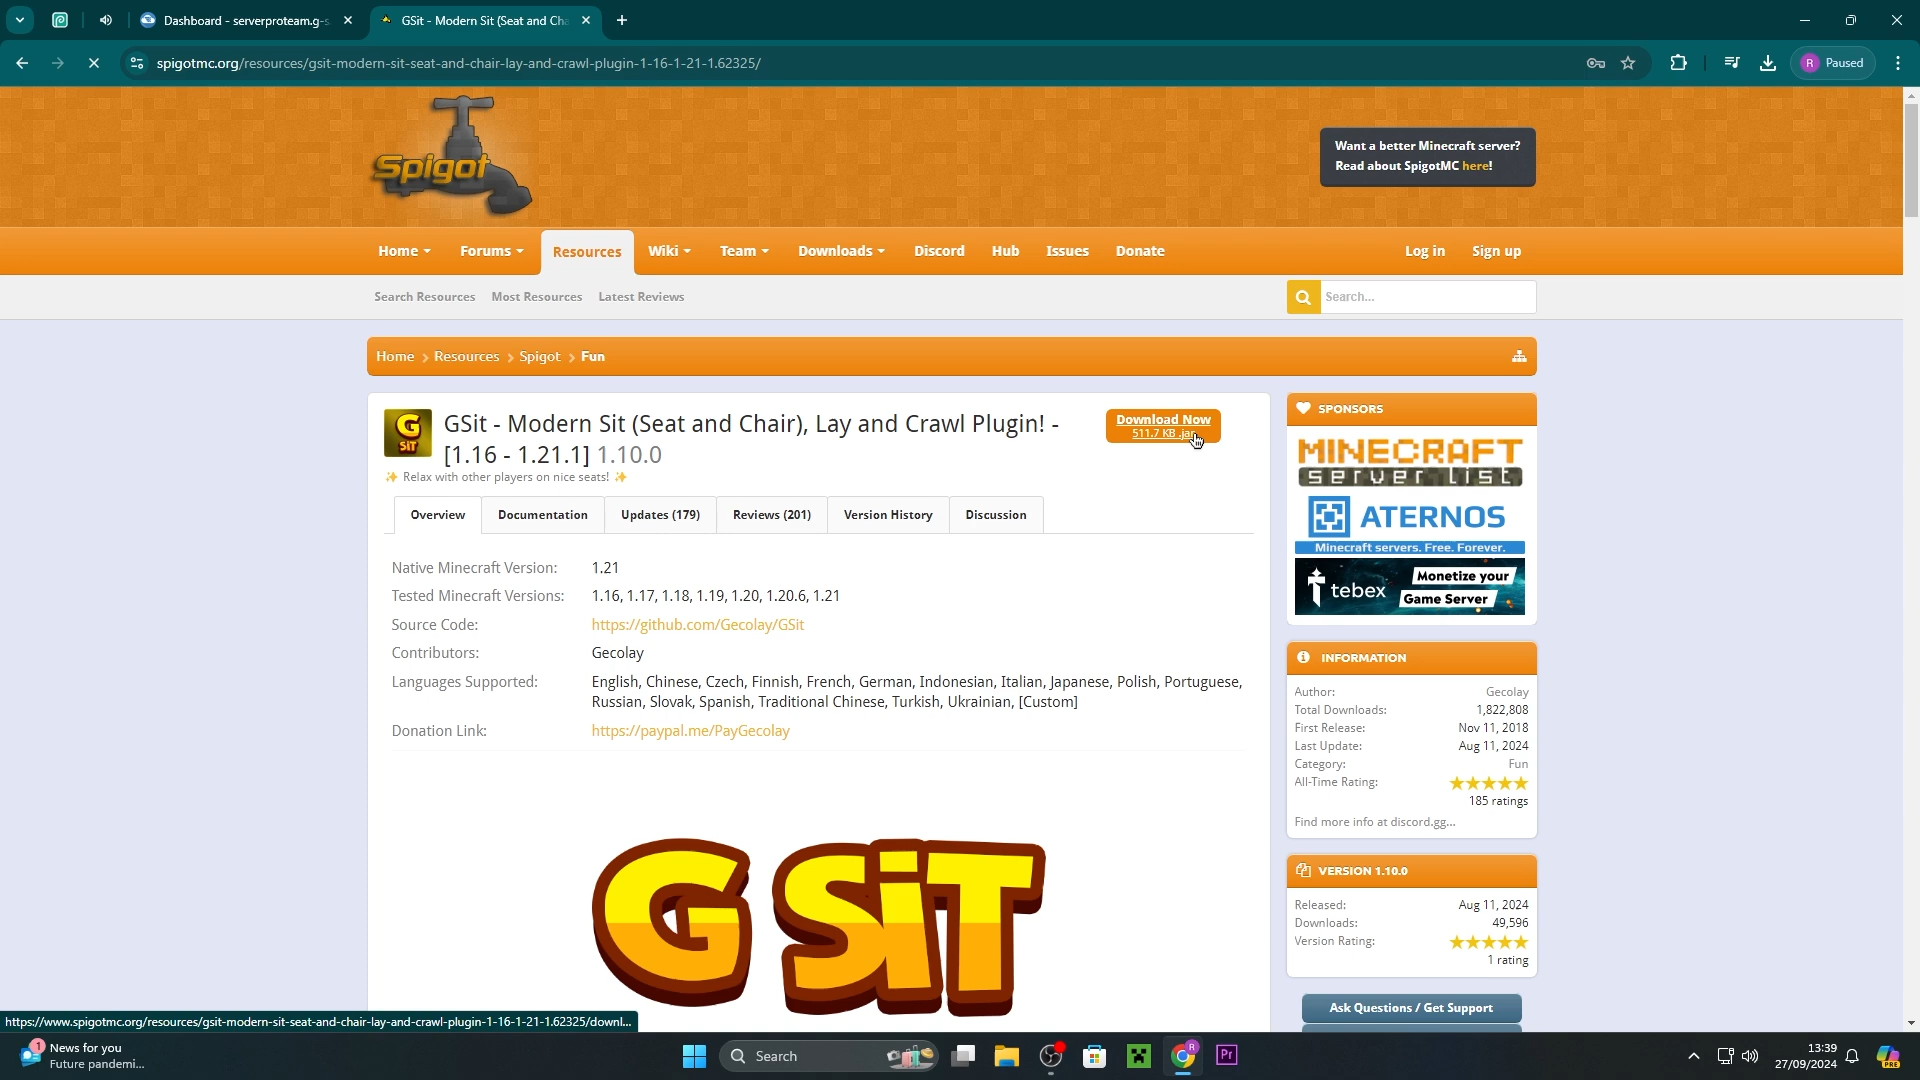 Dashboard - serverproteam.g-s
GSit - Modern Sit (Seat and Cha
spigotmc.org/resources/gsit-modern-sit-seat-and-chair-lay-and-crawl-plugin-1-16-1-21-1.62325/
R Paused
Spigot
Want a better Minecraft server?
Read about SpigotMC here!
Home Forums Resources Wiki Team Downloads Discord Hub Issues Donate Log in Sign up
Search Resources Most Resources Latest Reviews
Search...
Home Resources Spigot Fun
G SiT
GSit - Modern Sit (Seat and Chair), Lay and Crawl Plugin! -
[1.16 - 1.21.1] 1.10.0
✨ Relax with other players on nice seats! ✨
Download Now
511.7 KB .jar
Overview Documentation Updates (179) Reviews (201) Version History Discussion
Native Minecraft Version: 1.21
Tested Minecraft Versions: 1.16, 1.17, 1.18, 1.19, 1.20, 1.20.6, 1.21
Source Code: https://github.com/Gecolay/GSit
Contributors: Gecolay
Languages Supported: English, Chinese, Czech, Finnish, French, German, Indonesian, Italian, Japanese, Polish, Portuguese,
Russian, Slovak, Spanish, Traditional Chinese, Turkish, Ukrainian, [Custom]
Donation Link: https://paypal.me/PayGecolay
G SiT
SPONSORS
MINECRAFT
server list
ATERNOS
Minecraft servers. Free. Forever.
tebex
Monetize your
Game Server
INFORMATION
Author: Gecolay
Total Downloads: 1,822,808
First Release: Nov 11, 2018
Last Update: Aug 11, 2024
Category: Fun
All-Time Rating:
185 ratings
Find more info at discord.gg...
VERSION 1.10.0
Released: Aug 11, 2024
Downloads: 49,596
Version Rating:
1 rating
Ask Questions / Get Support
https://www.spigotmc.org/resources/gsit-modern-sit-seat-and-chair-lay-and-crawl-plugin-1-16-1-21-1.62325/downl...
1
News for you
Future pandemi...
Search
R
Pr
13:39
27/09/2024
PRE